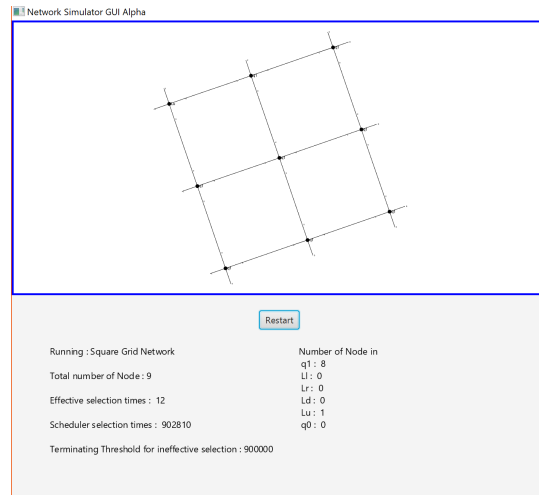 Network Simulator GUI Alpha
Restart
Running : Square Grid Network
Total number of Node : 9
Effective selection times : 12
Scheduler selection times : 902810
Terminating Threshold for ineffective selection : 900000
Number of Node in
q1 : 8
Ll : 0
Lr : 0
Ld : 0
Lu : 1
q0 : 0